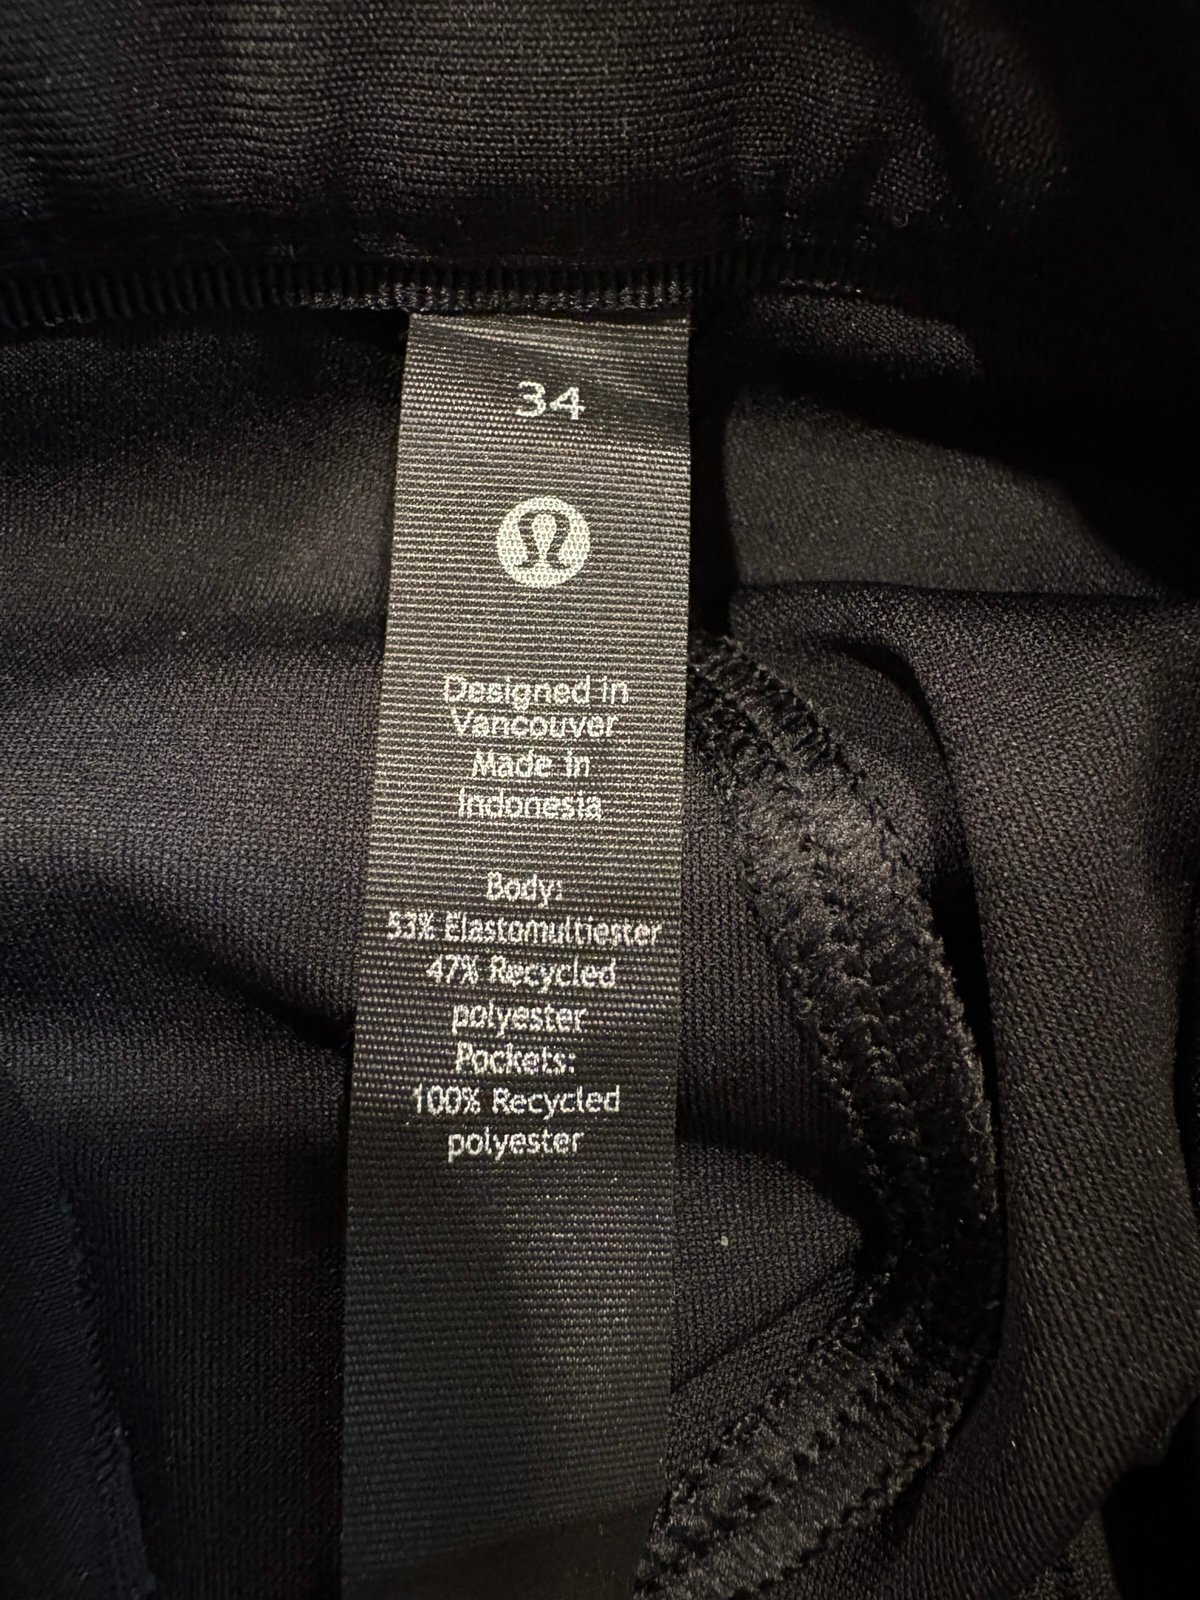 34
Designed in
Vancouver
Made in
Indonesia
Body:
53% Elastomultiester
47% Recycled
polyester
Pockets:
100% Recycled
polyester